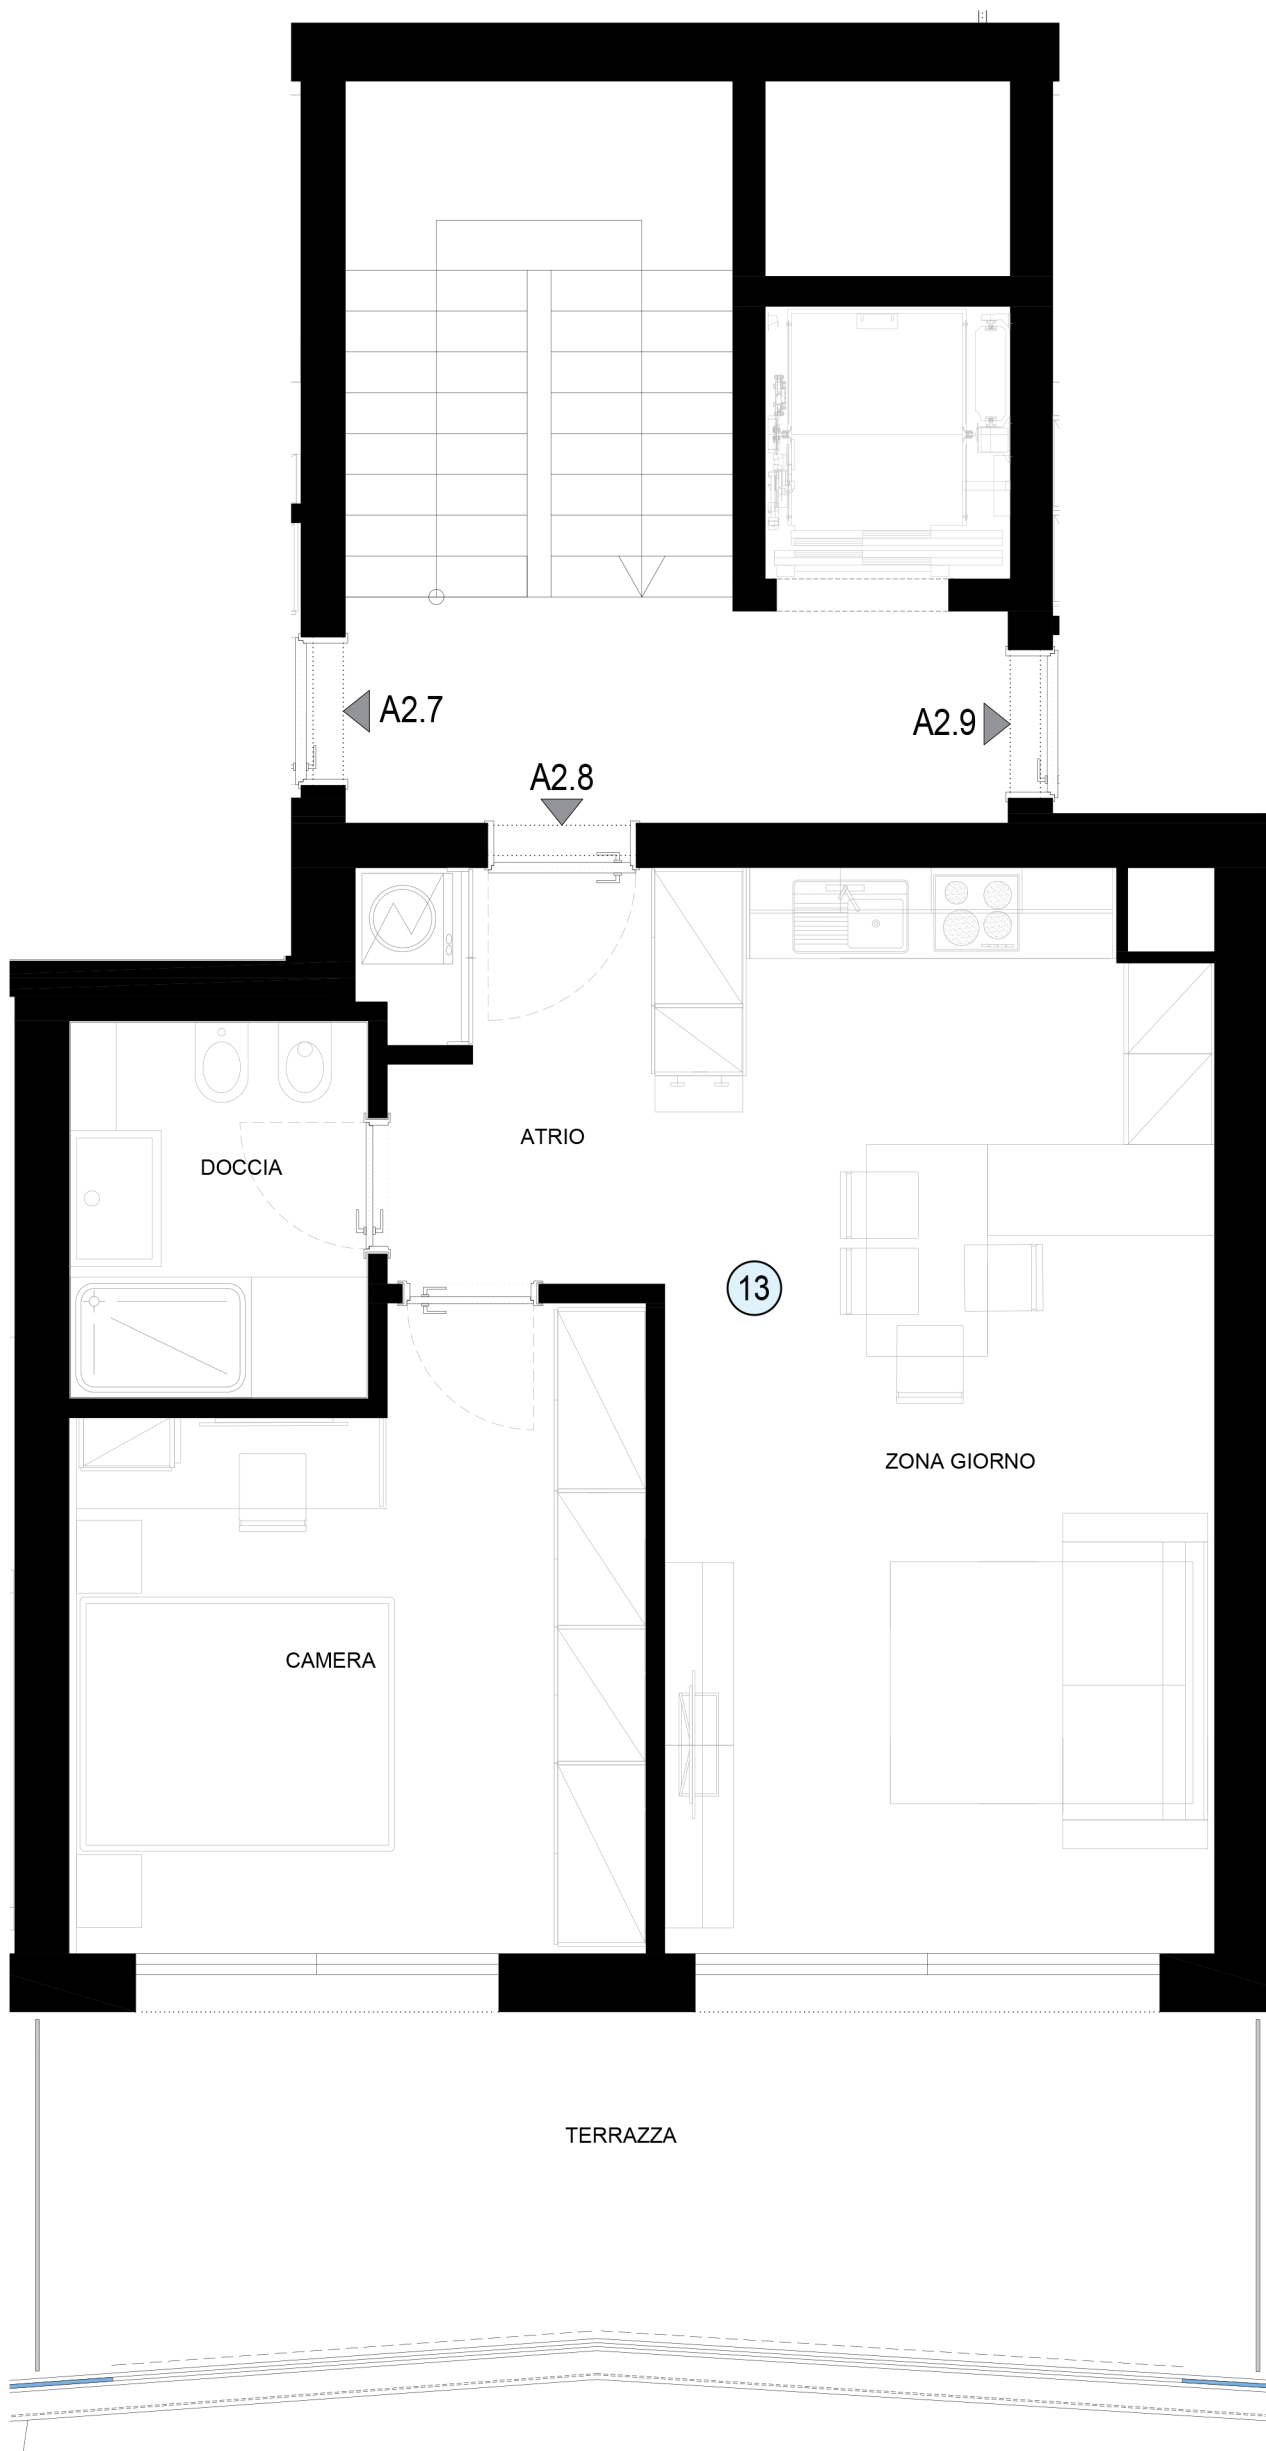 A2.7
A2.9
A2.8
ATRIO
DOCCIA
13
ZONA GIORNO
CAMERA
TERRAZZA